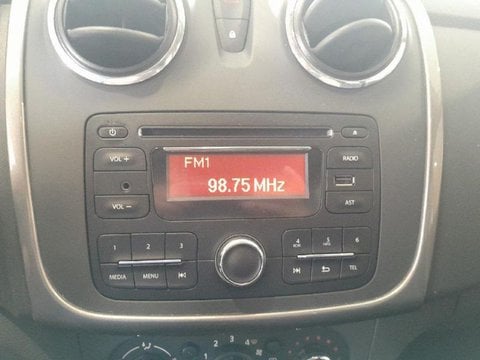 VOL +
FM1
98.75 MHz
RADIO
VOL −
AST
1 2 3
4 5 6
MEDIA MENU
TEL